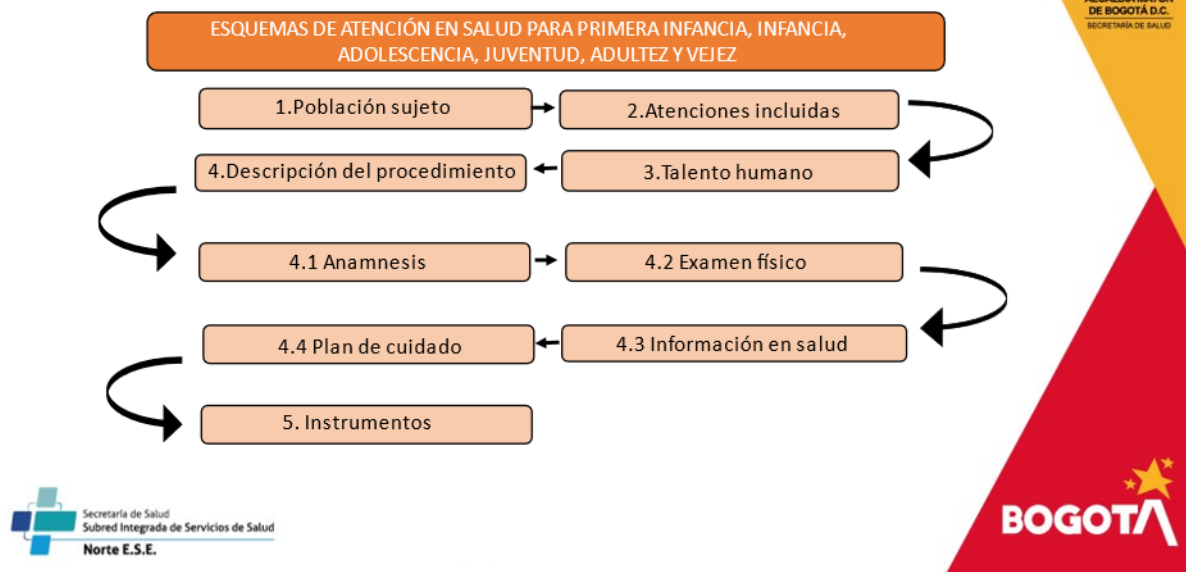 ALCALDÍA MAYOR
DE BOGOTÁ D.C.
SECRETARÍA DE SALUD
ESQUEMAS DE ATENCIÓN EN SALUD PARA PRIMERA INFANCIA, INFANCIA,
ADOLESCENCIA, JUVENTUD, ADULTEZ Y VEJEZ
1.Población sujeto
2.Atenciones incluidas
3.Talento humano
4.Descripción del procedimiento
4.1 Anamnesis
4.2 Examen físico
4.3 Información en salud
4.4 Plan de cuidado
5. Instrumentos
Secretaría de Salud
Subred Integrada de Servicios de Salud
Norte E.S.E.
BOGOTÁ